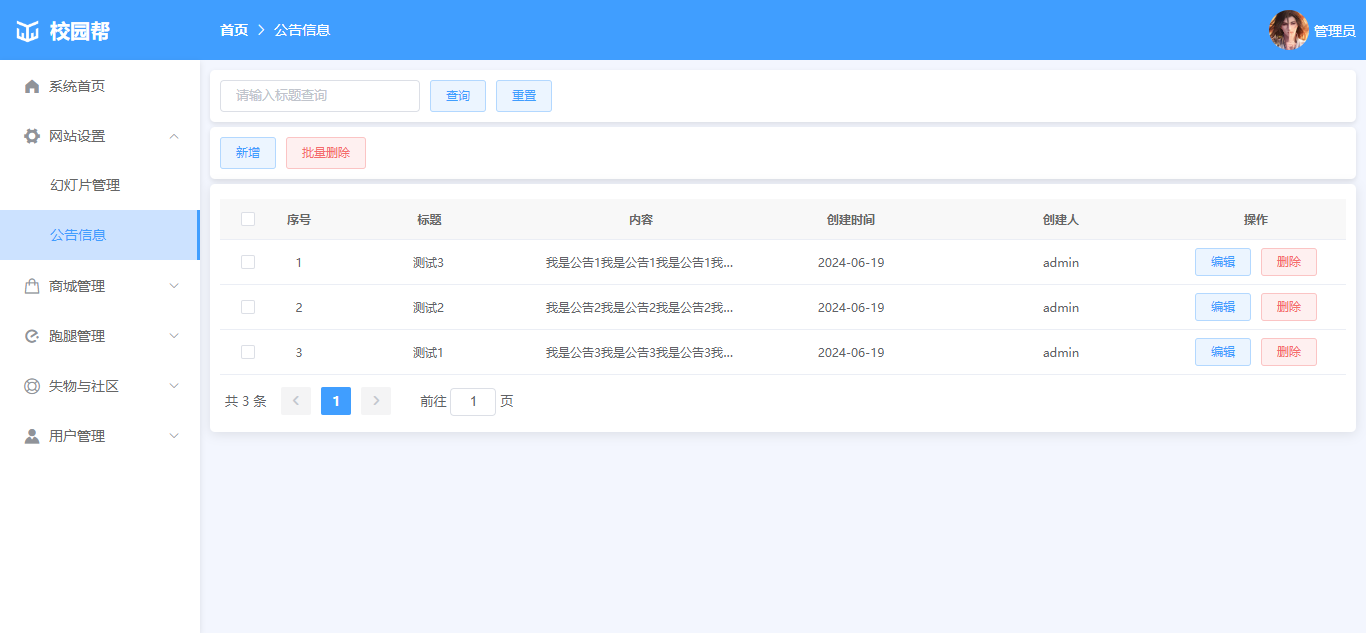 校园帮
首页 公告信息
管理员
系统首页
网站设置
幻灯片管理
公告信息
商城管理
跑腿管理
失物与社区
用户管理
请输入标题查询 查询 重置
新增 批量删除
序号 标题 内容 创建时间 创建人 操作
1 测试3 我是公告1我是公告1我是公告1我... 2024-06-19 admin 编辑 删除
2 测试2 我是公告2我是公告2我是公告2我... 2024-06-19 admin 编辑 删除
3 测试1 我是公告3我是公告3我是公告3我... 2024-06-19 admin 编辑 删除
共 3 条 1 前往 1 页